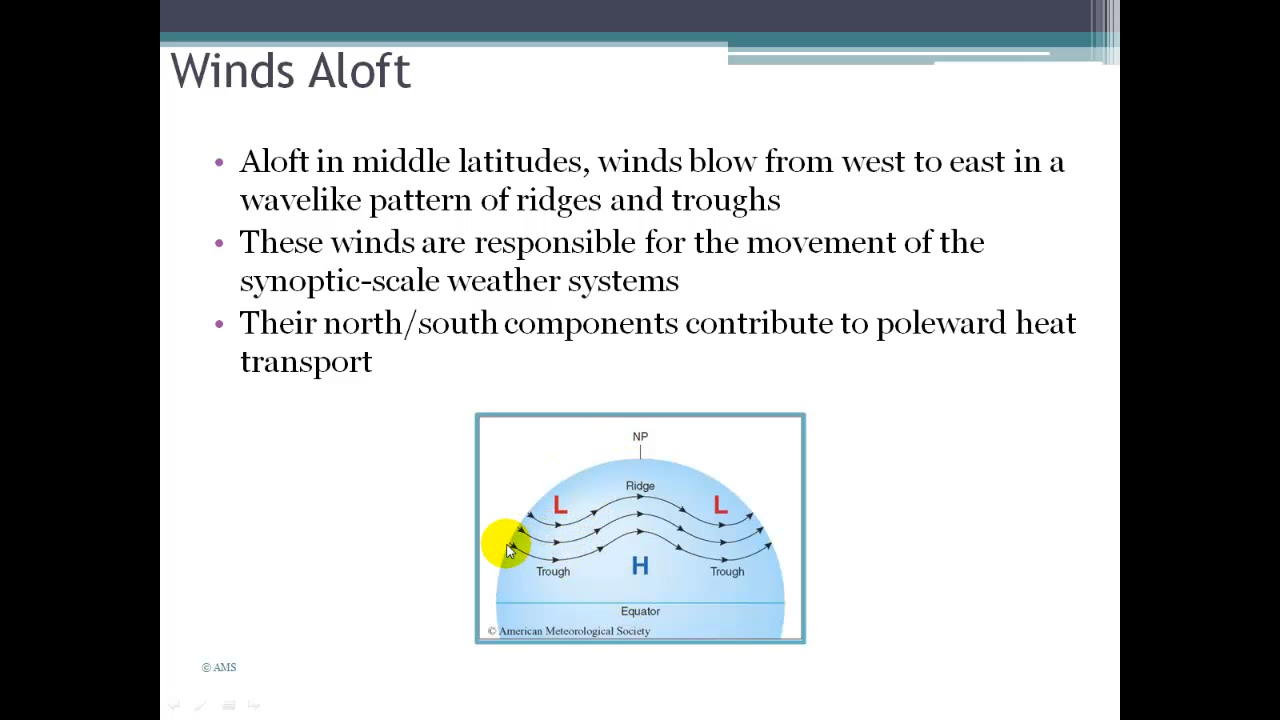 Winds Aloft
• Aloft in middle latitudes, winds blow from west to east in a
wavelike pattern of ridges and troughs
• These winds are responsible for the movement of the
synoptic-scale weather systems
• Their north/south components contribute to poleward heat
transport
NP
Ridge
L L
Trough H Trough
Equator
© American Meteorological Society
© AMS